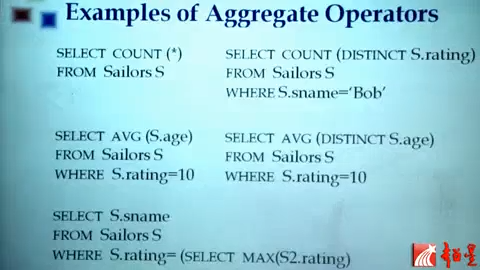 Examples of Aggregate Operators
SELECT COUNT (*)
FROM Sailors S
SELECT COUNT (DISTINCT S.rating)
FROM Sailors S
WHERE S.sname=‘Bob’
SELECT AVG (S.age)
FROM Sailors S
WHERE S.rating=10
SELECT AVG (DISTINCT S.age)
FROM Sailors S
WHERE S.rating=10
SELECT S.sname
FROM Sailors S
WHERE S.rating= (SELECT MAX(S2.rating)